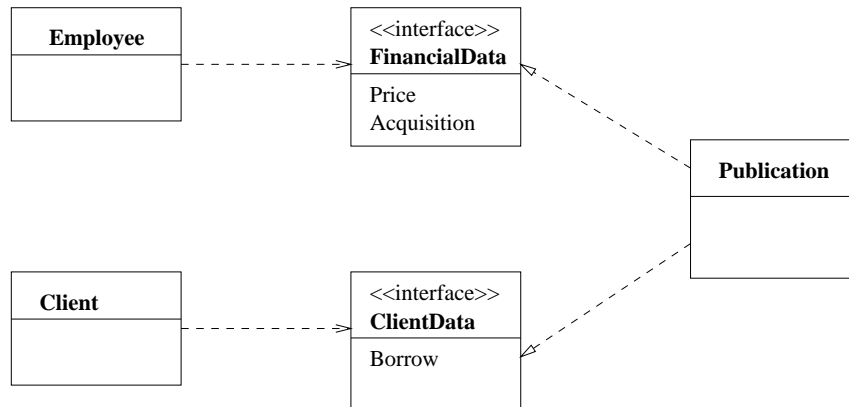 Employee
<<interface>>
FinancialData
Price
Acquisition
Publication
Client
<<interface>>
ClientData
Borrow